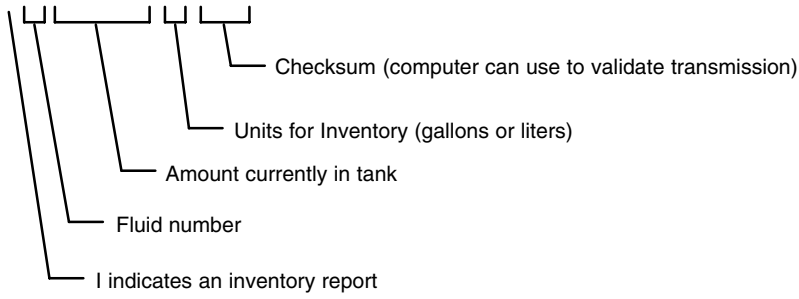 Checksum (computer can use to validate transmission)
Units for Inventory (gallons or liters)
Amount currently in tank
Fluid number
I indicates an inventory report